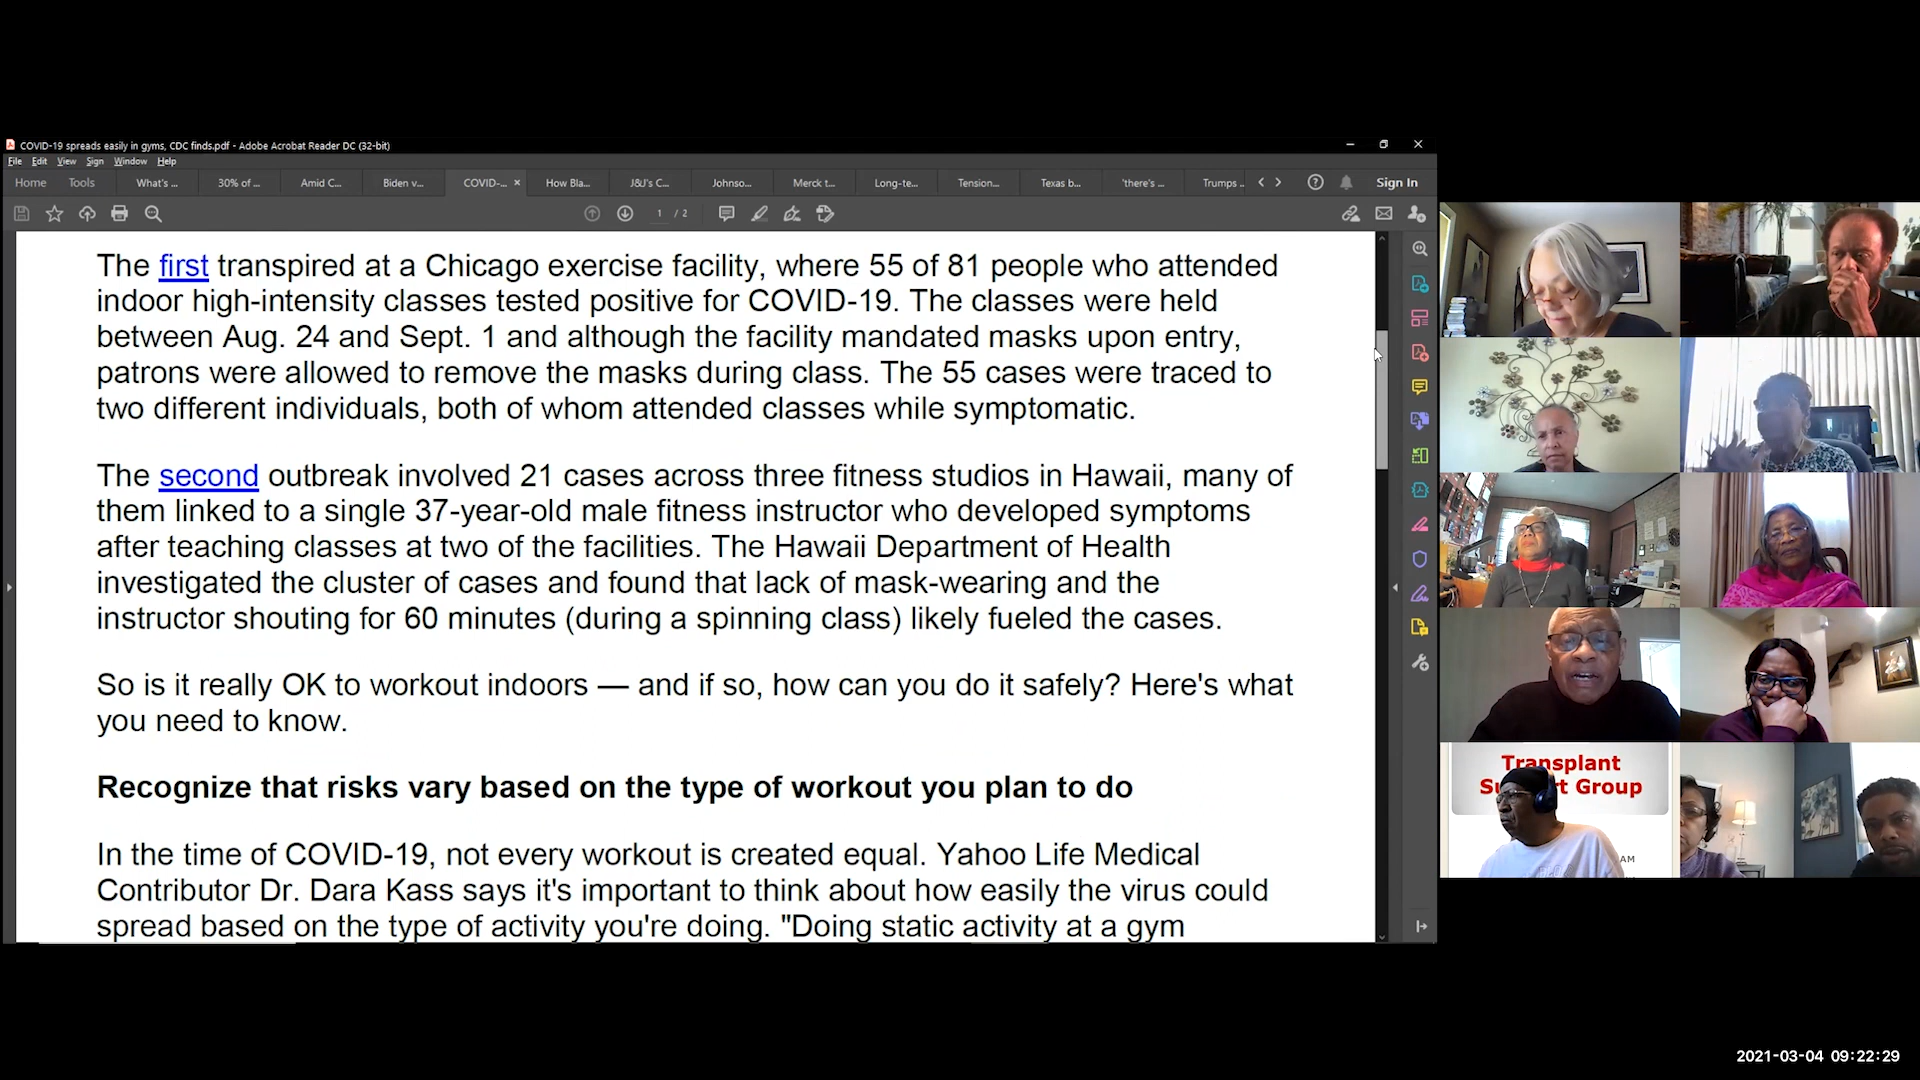 COVID-19 spreads easily in gyms, CDC finds.pdf - Adobe Acrobat Reader DC (32-bit)
File Edit View Sign Window Help
Home Tools What's ... 30% of ... Amid C... Biden v... COVID-... × How Bla... J&J's C... Johnso... Merck t... Long-te... Tension... Texas b... 'there's ... Trumps .. Sign In
1 / 2
The first transpired at a Chicago exercise facility, where 55 of 81 people who attended
indoor high-intensity classes tested positive for COVID-19. The classes were held
between Aug. 24 and Sept. 1 and although the facility mandated masks upon entry,
patrons were allowed to remove the masks during class. The 55 cases were traced to
two different individuals, both of whom attended classes while symptomatic.
The second outbreak involved 21 cases across three fitness studios in Hawaii, many of
them linked to a single 37-year-old male fitness instructor who developed symptoms
after teaching classes at two of the facilities. The Hawaii Department of Health
investigated the cluster of cases and found that lack of mask-wearing and the
instructor shouting for 60 minutes (during a spinning class) likely fueled the cases.
So is it really OK to workout indoors — and if so, how can you do it safely? Here's what
you need to know.
Recognize that risks vary based on the type of workout you plan to do
In the time of COVID-19, not every workout is created equal. Yahoo Life Medical
Contributor Dr. Dara Kass says it's important to think about how easily the virus could
spread based on the type of activity you're doing. "Doing static activity at a gym
Transplant
Group
AM
2021-03-04 09:22:29